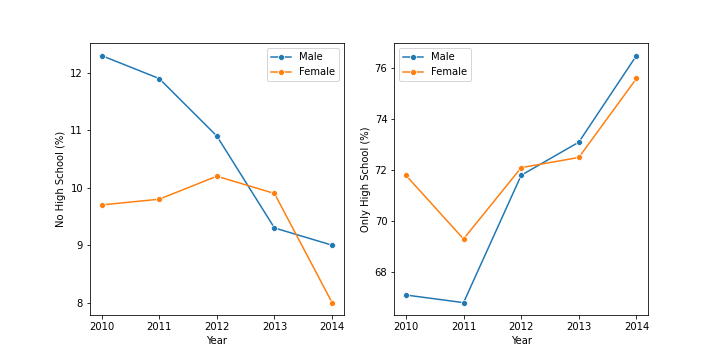 Male
Female
12
11
10
9
8
No High School (%)
2010 2011 2012 2013 2014
Year
Male
Female
76
74
72
70
68
Only High School (%)
2010 2011 2012 2013 2014
Year